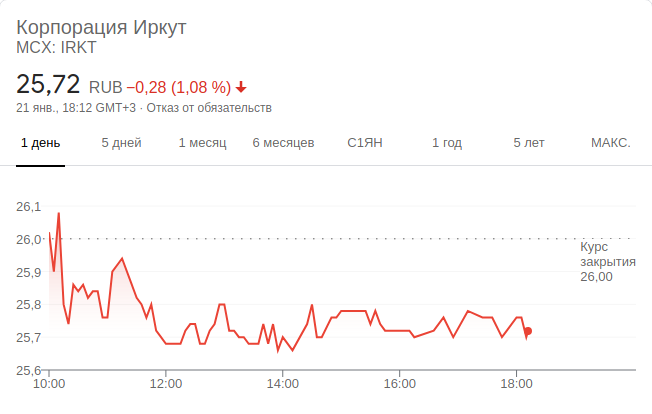 Корпорация Иркут
MCX: IRKT
25,72 RUB −0,28 (1,08 %)
21 янв., 18:12 GMT+3 · Отказ от обязательств
1 день 5 дней 1 месяц 6 месяцев С1ЯН 1 год 5 лет МАКС.
26,1
26,0
Курс
закрытия
26,00
25,9
25,8
25,7
25,6
10:00 12:00 14:00 16:00 18:00